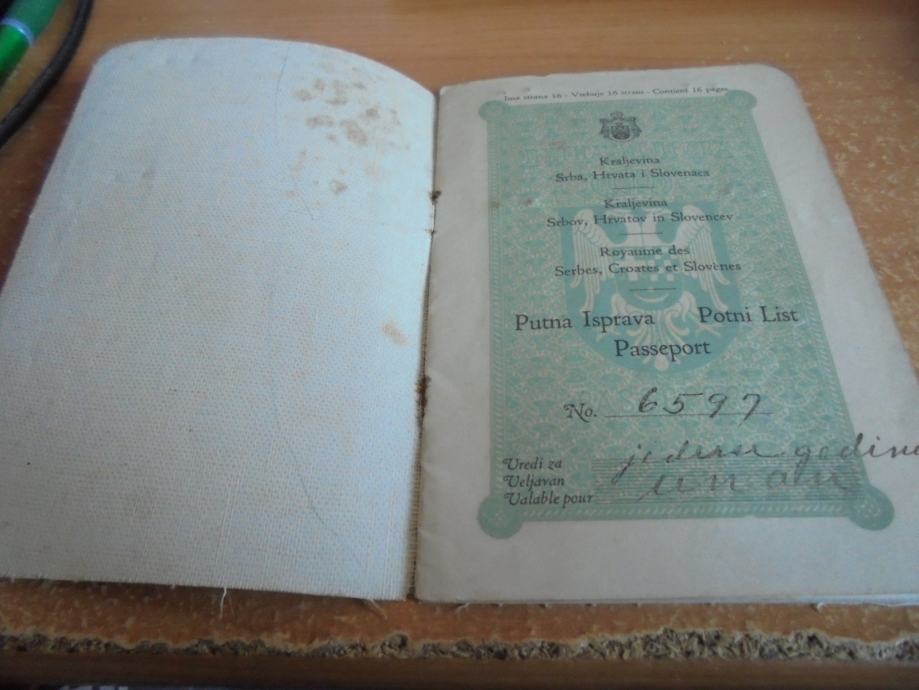 Ima strana 16 - Vsebuje 16 strani - Contient 16 pages
Kraljevina
Srba, Hrvata i Slovenaca
Kraljevina
Srbov, Hrvatov in Slovencev
Royaume des
Serbes, Croates et Slovènes
Putna Isprava Potni List
Passeport
No. 6597
Vredi za jednu godinu
Veljavan
Valable pour un an